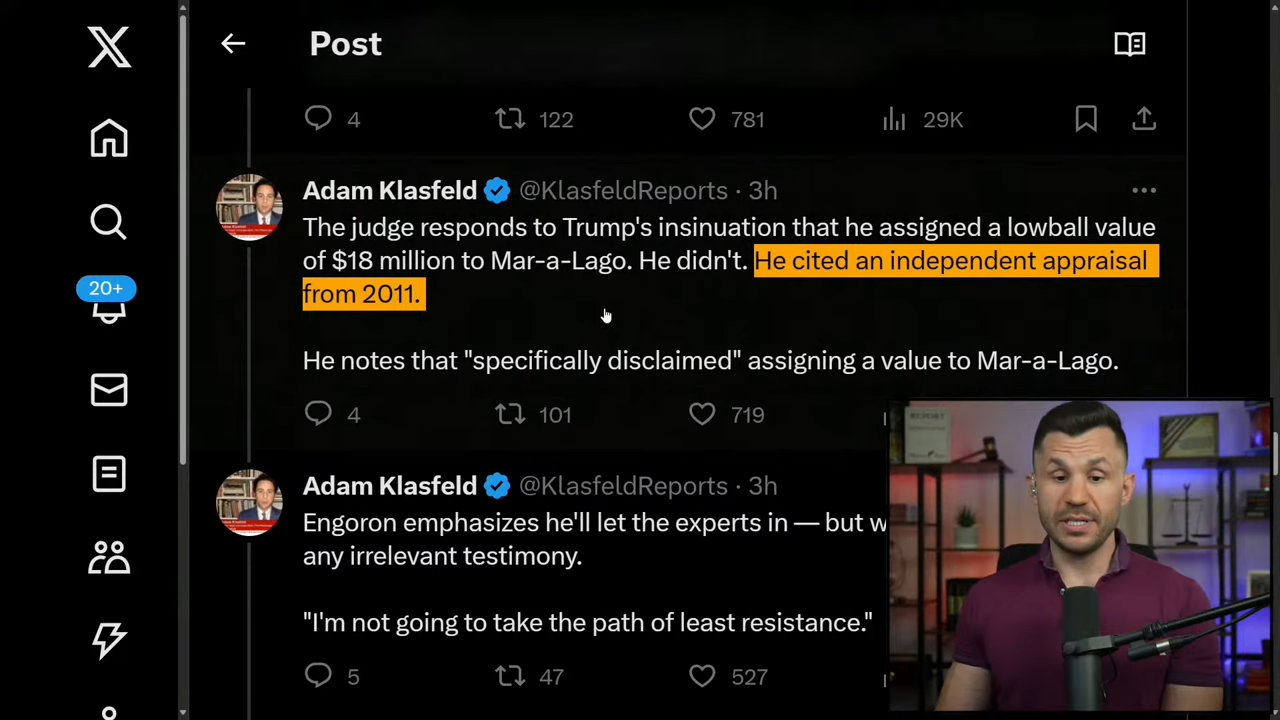 Post
4 122 781 29K
Adam Klasfeld @KlasfeldReports · 3h
The judge responds to Trump's insinuation that he assigned a lowball value
of $18 million to Mar-a-Lago. He didn't. He cited an independent appraisal
from 2011.
20+
He notes that "specifically disclaimed" assigning a value to Mar-a-Lago.
4 101 719
Adam Klasfeld @KlasfeldReports · 3h
Engoron emphasizes he'll let the experts in — but
any irrelevant testimony.
"I'm not going to take the path of least resistance."
5 47 527